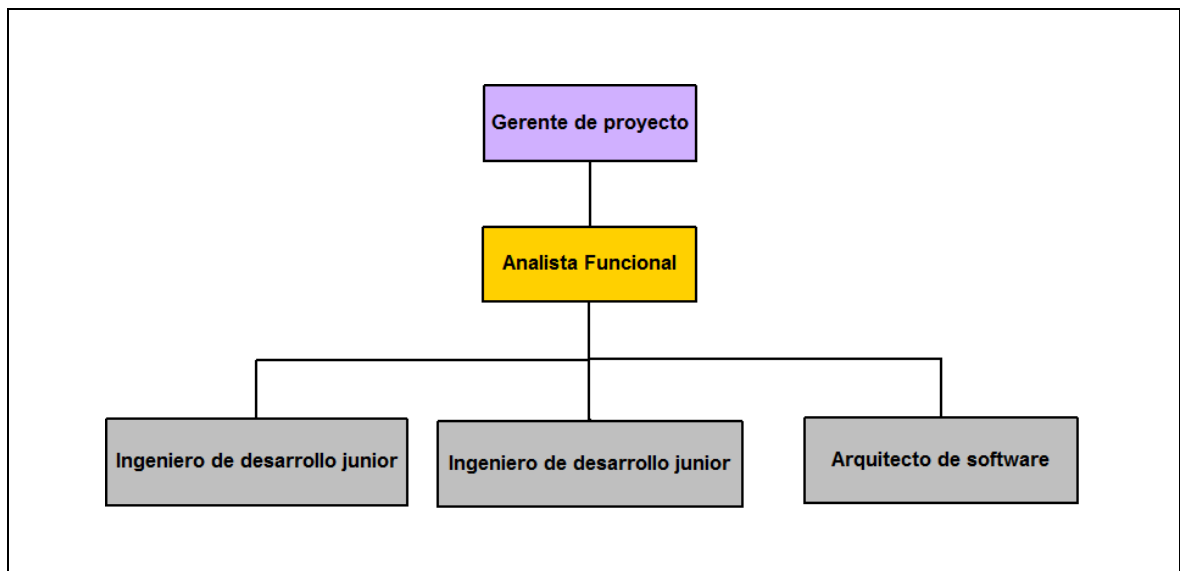 Gerente de proyecto
Analista Funcional
Ingeniero de desarrollo junior
Ingeniero de desarrollo junior
Arquitecto de software